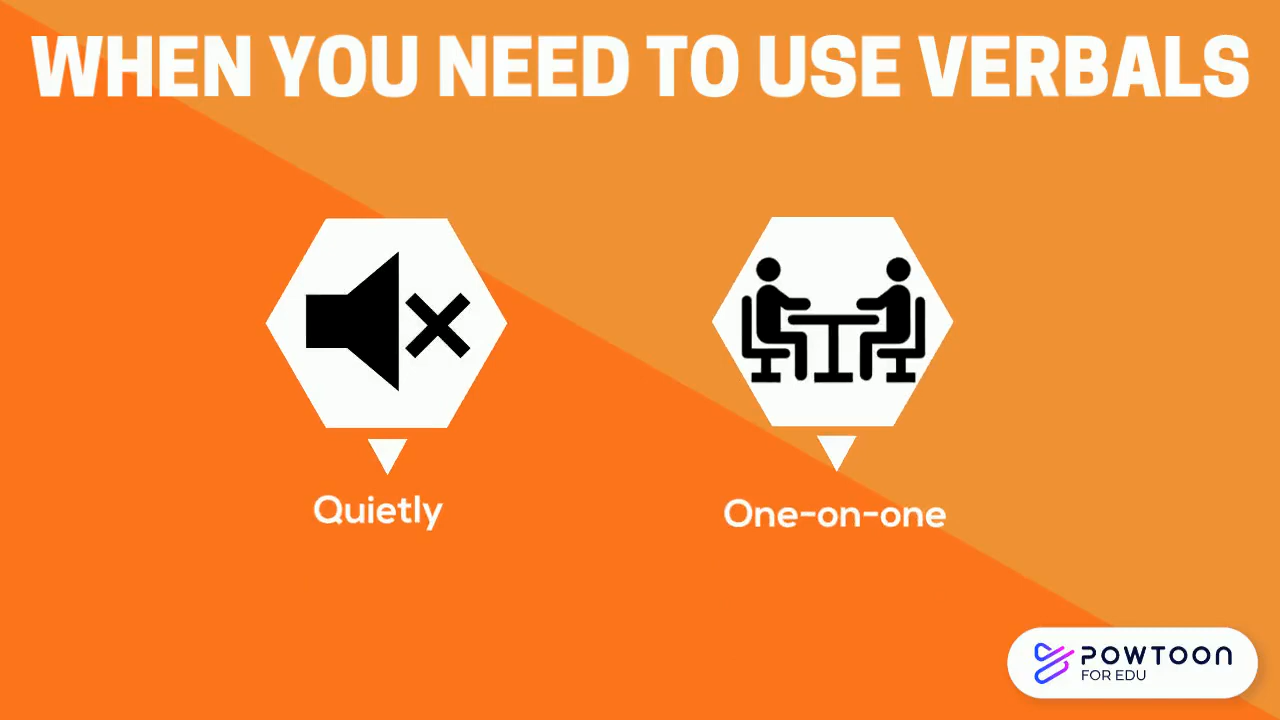 WHEN YOU NEED TO USE VERBALS
Quietly
One-on-one
POWTOON
FOR EDU